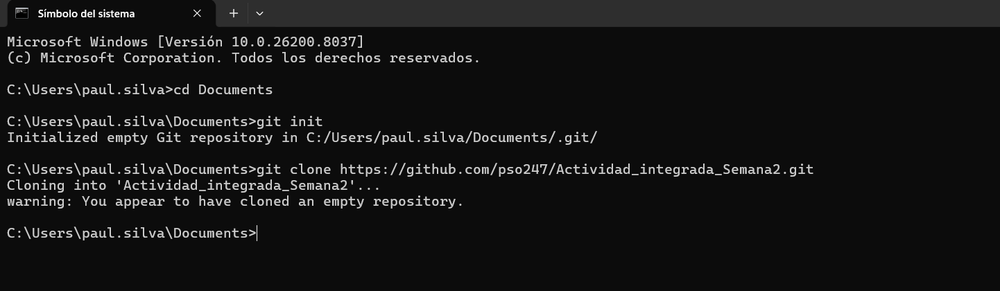 Símbolo del sistema
Microsoft Windows [Versión 10.0.26200.8037]
(c) Microsoft Corporation. Todos los derechos reservados.
C:\Users\paul.silva>cd Documents
C:\Users\paul.silva\Documents>git init
Initialized empty Git repository in C:/Users/paul.silva/Documents/.git/
C:\Users\paul.silva\Documents>git clone https://github.com/pso247/Actividad_integrada_Semana2.git
Cloning into 'Actividad_integrada_Semana2'...
warning: You appear to have cloned an empty repository.
C:\Users\paul.silva\Documents>